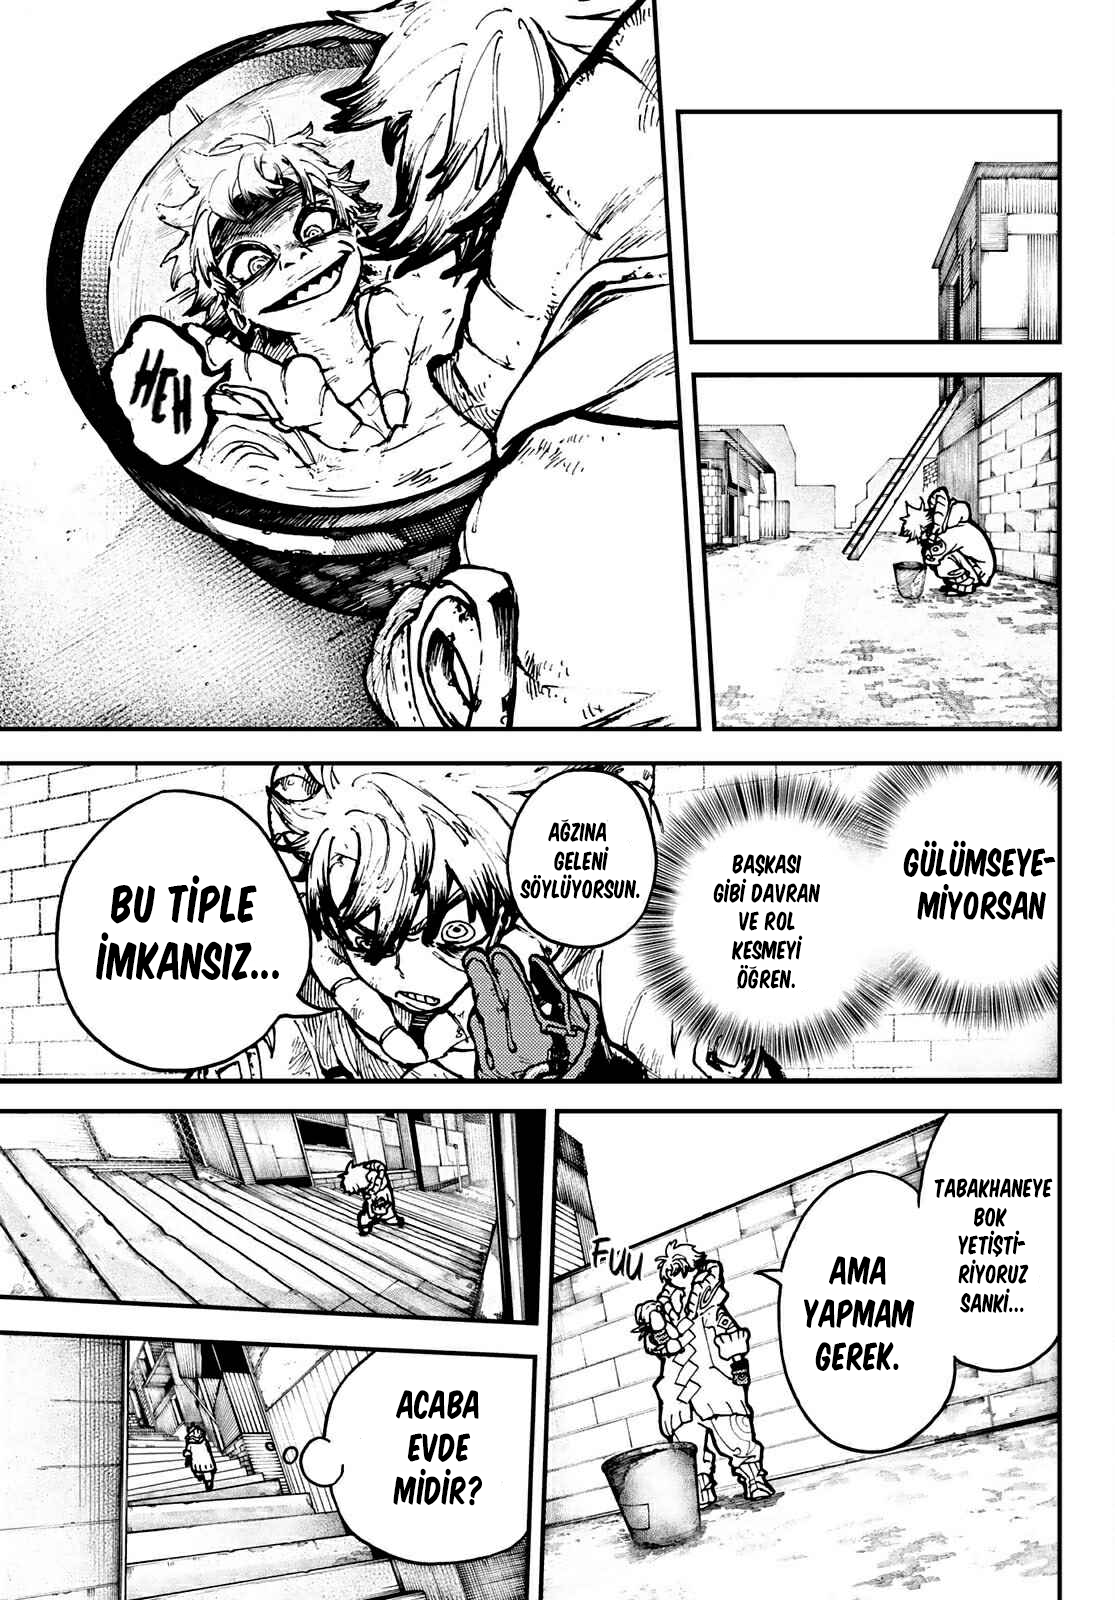 HEH
GÜLÜMSEYE-
MİYORSAN
BAŞKASI
GİBİ DAVRAN
VE ROL
KESMEYİ
ÖĞREN.
AĞZINA
GELENİ
SÖYLÜYORSUN.
BU TİPLE
İMKANSIZ...
TABAKHANEYE
BOK
YETİŞTİ-
RİYORUZ
SANKİ...
AMA
YAPMAM
GEREK.
FUU
ACABA
EVDE
MİDİR?